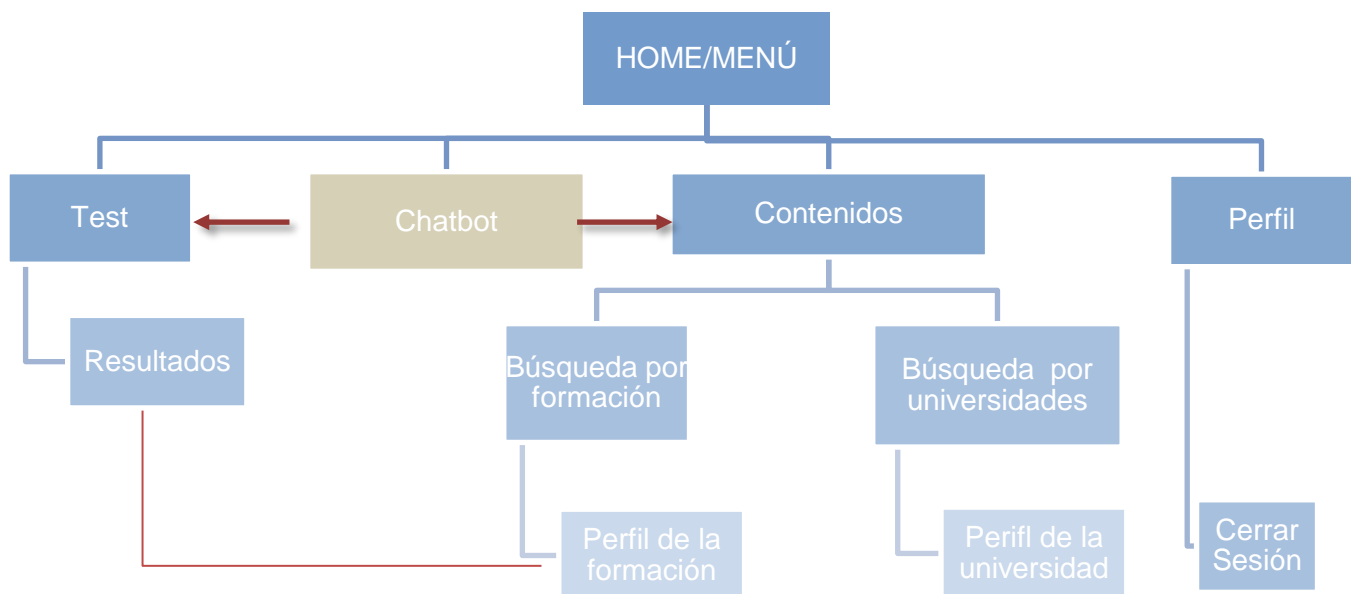 HOME/MENÚ
Test
Chatbot
Contenidos
Perfil
Resultados
Búsqueda por
formación
Búsqueda por
universidades
Perfil de la
formación
Perifl de la
universidad
Cerrar
Sesión